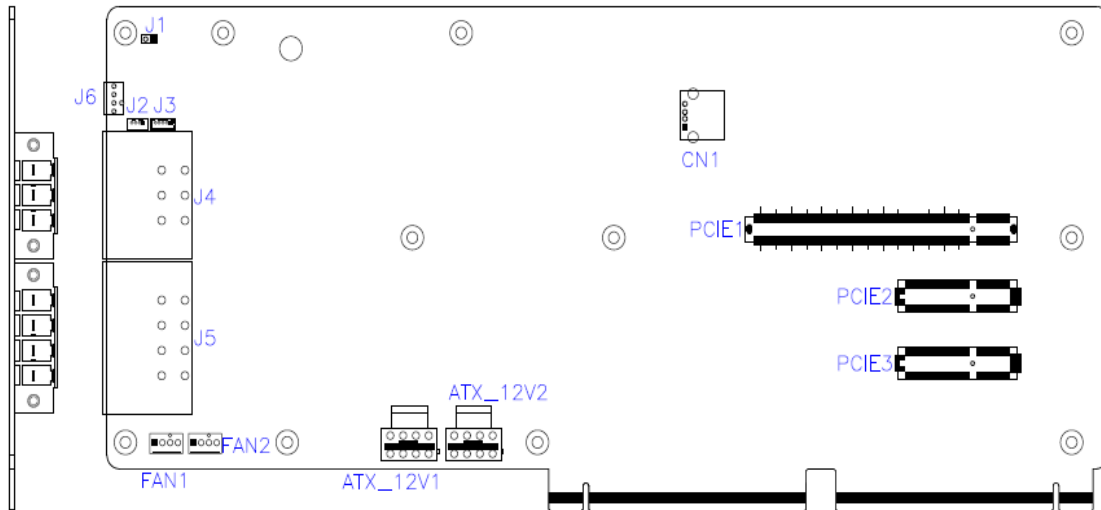 J1
J6
J2 J3
CN1
J4
PCIE1
PCIE2
J5
PCIE3
ATX_12V2
FAN2
FAN1
ATX_12V1